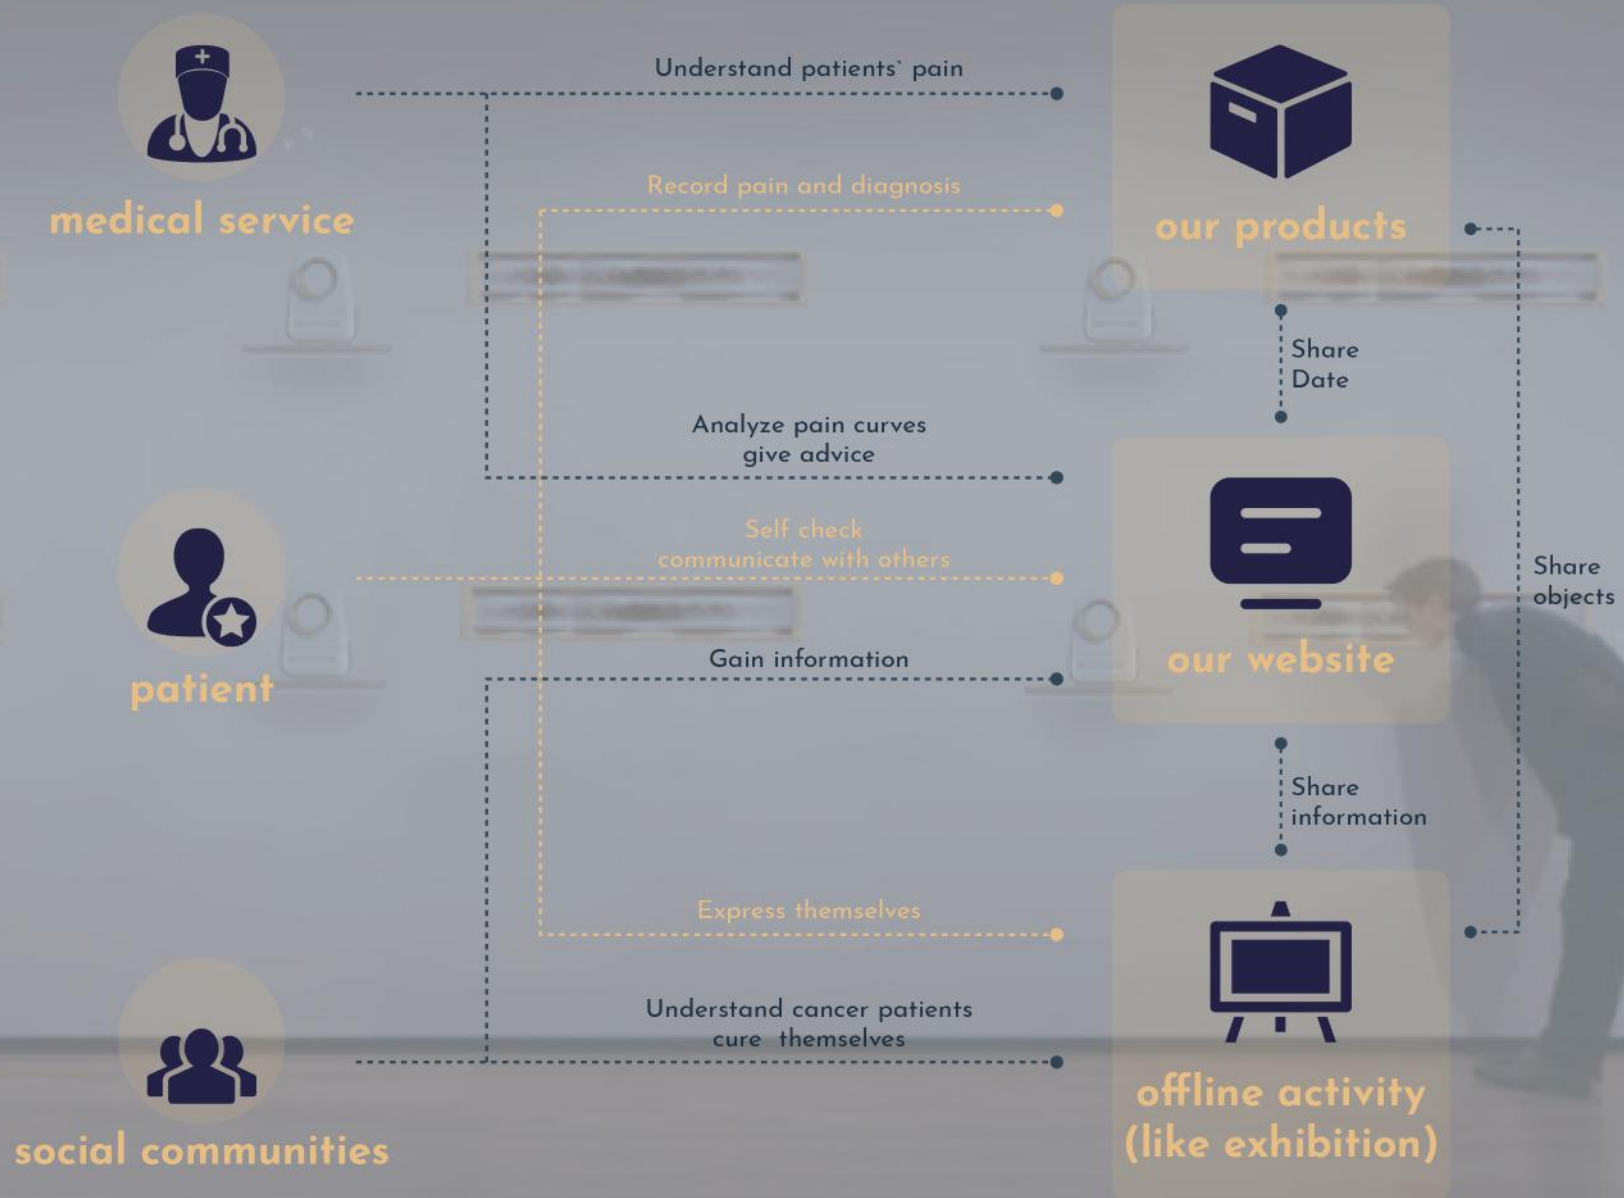 Understand patients` pain
medical service
Record pain and diagnosis
our products
Share
Date
Analyze pain curves
give advice
Self check
communicate with others
patient
Gain information
our website
Share
objects
Share
information
Express themselves
Understand cancer patients
cure themselves
social communities
offline activity
(like exhibition)